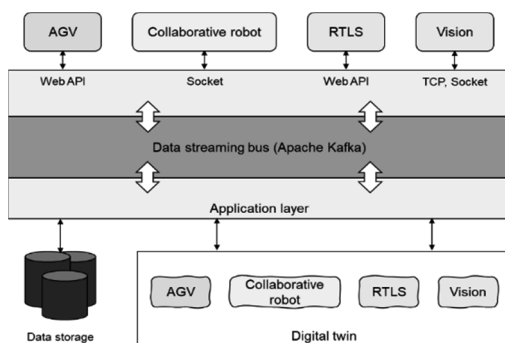 AGV
Collaborative robot
RTLS
Vision
Web API
Socket
Web API
TCP, Socket
Data streaming bus (Apache Kafka)
Application layer
AGV
Collaborative
robot
RTLS
Vision
Data storage
Digital twin